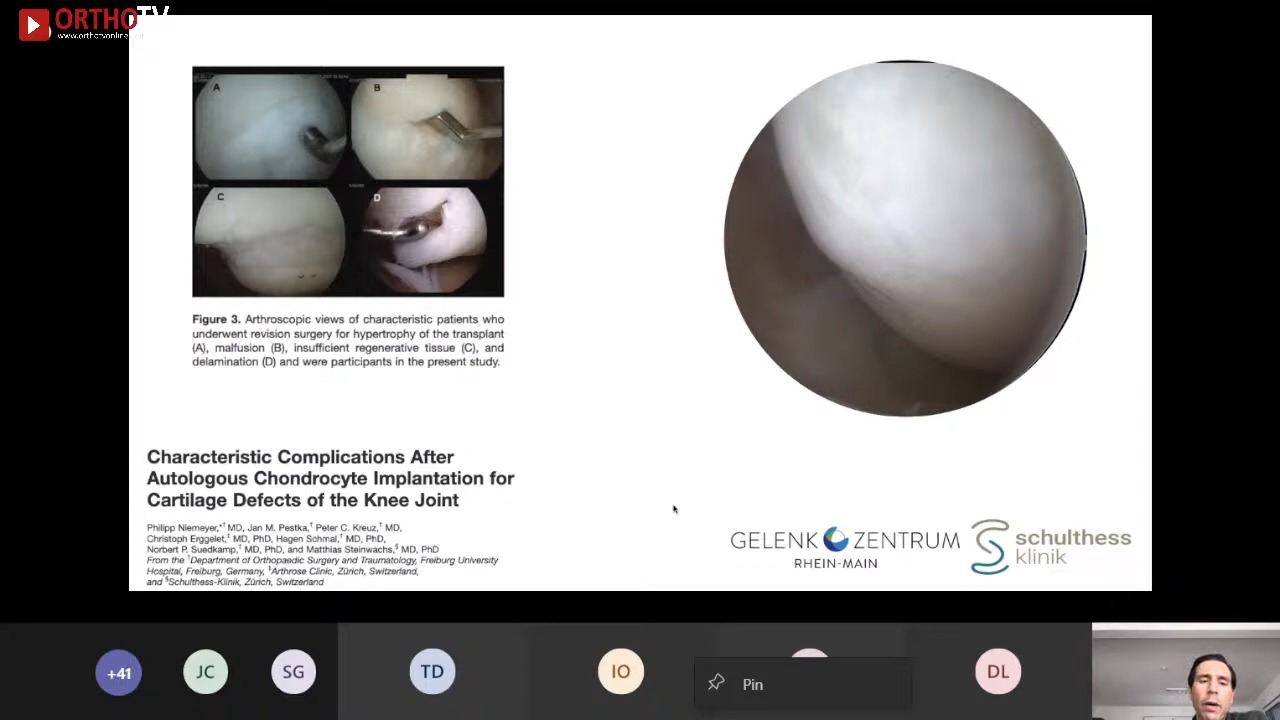 ORTHOTV
www.orthotvonline.com
A
B
C
D
Figure 3. Arthroscopic views of characteristic patients who
underwent revision surgery for hypertrophy of the transplant
(A), malfusion (B), insufficient regenerative tissue (C), and
delamination (D) and were participants in the present study.
Characteristic Complications After
Autologous Chondrocyte Implantation for
Cartilage Defects of the Knee Joint
Philipp Niemeyer,*† MD, Jan M. Pestka,† Peter C. Kreuz,† MD,
Christoph Erggelet,‡ MD, PhD, Hagen Schmal,† MD, PhD,
Norbert P. Suedkamp,† MD, PhD, and Matthias Steinwachs,§ MD, PhD
From the †Department of Orthopaedic Surgery and Traumatology, Freiburg University
Hospital, Freiburg, Germany, ‡Arthrose Clinic, Zürich, Switzerland,
and §Schulthess-Klinik, Zürich, Switzerland
GELENK ZENTRUM
RHEIN-MAIN
schulthess
klinik
+41
JC
SG
TD
IO
Pin
DL